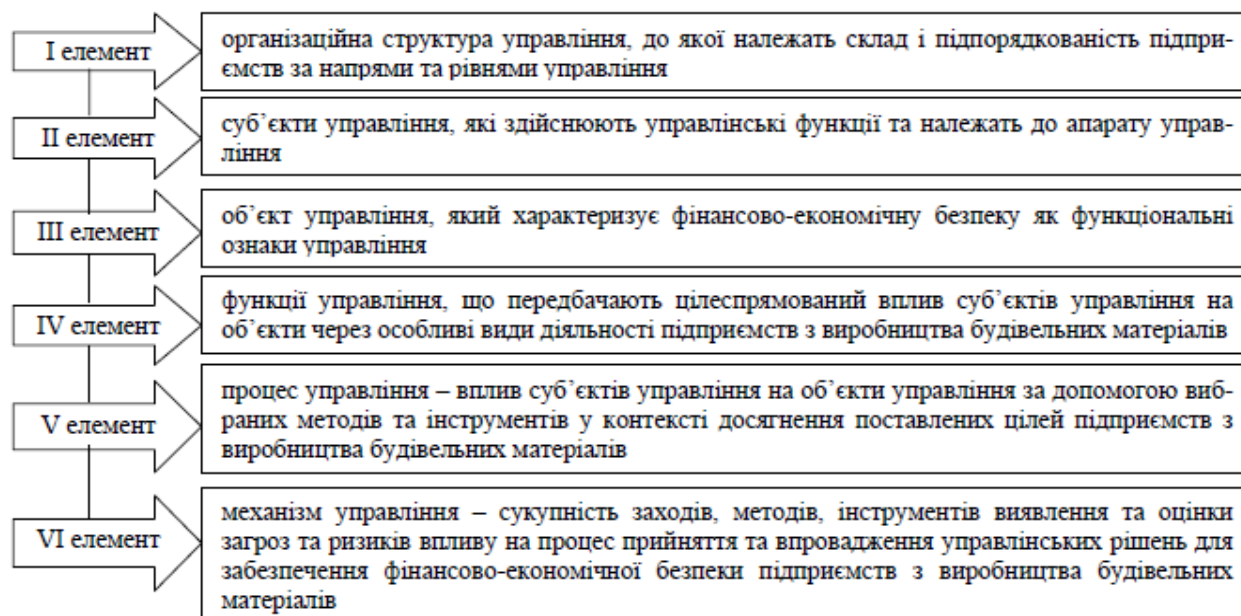 І елемент
організаційна структура управління, до якої належать склад і підпорядкованість підпри-
ємств за напрями та рівнями управління
ІІ елемент
суб’єкти управління, які здійснюють управлінські функції та належать до апарату управ-
ління
ІІІ елемент
об’єкт управління, який характеризує фінансово-економічну безпеку як функціональні
ознаки управління
IV елемент
функції управління, що передбачають цілеспрямований вплив суб’єктів управління на
об’єкти через особливі види діяльності підприємств з виробництва будівельних матеріалів
V елемент
процес управління – вплив суб’єктів управління на об’єкти управління за допомогою виб-
раних методів та інструментів у контексті досягнення поставлених цілей підприємств з
виробництва будівельних матеріалів
VI елемент
механізм управління – сукупність заходів, методів, інструментів виявлення та оцінки
загроз та ризиків впливу на процес прийняття та впровадження управлінських рішень для
забезпечення фінансово-економічної безпеки підприємств з виробництва будівельних
матеріалів